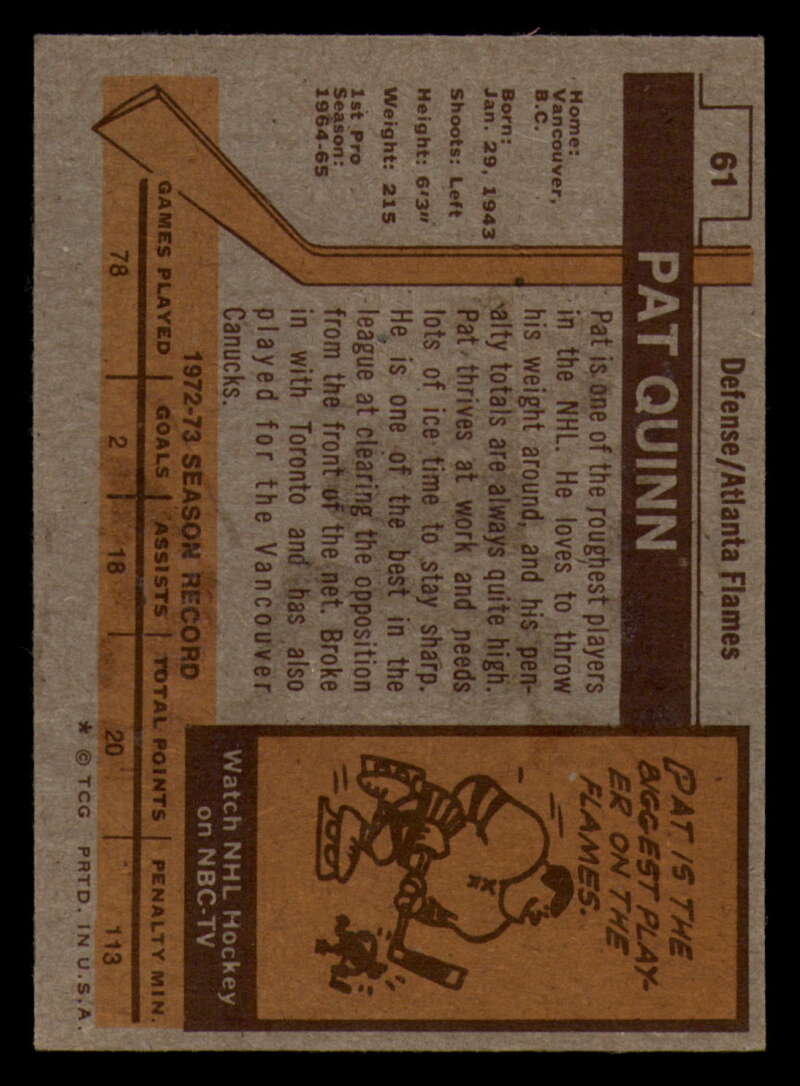 61
Defense/Atlanta Flames
PAT QUINN
Home:
Vancouver,
B.C.
Born:
Jan. 29, 1943
Shoots: Left
Height: 6'3"
Weight: 215
1st Pro
Season:
1964-65
Pat is one of the roughest players
in the NHL. He loves to throw
his weight around, and his pen-
alty totals are always quite high.
Pat thrives at work and needs
lots of ice time to stay sharp.
He is one of the best in the
league at clearing the opposition
from the front of the net. Broke
in with Toronto and has also
played for the Vancouver
Canucks.
PAT IS THE
BIGGEST PLAY-
ER ON THE
FLAMES.
Watch NHL Hockey
on NBC-TV
1972-73 SEASON RECORD
GAMES PLAYED GOALS ASSISTS TOTAL POINTS PENALTY MIN.
78 2 18 20 113
* © TCG PRTD. IN U.S.A.